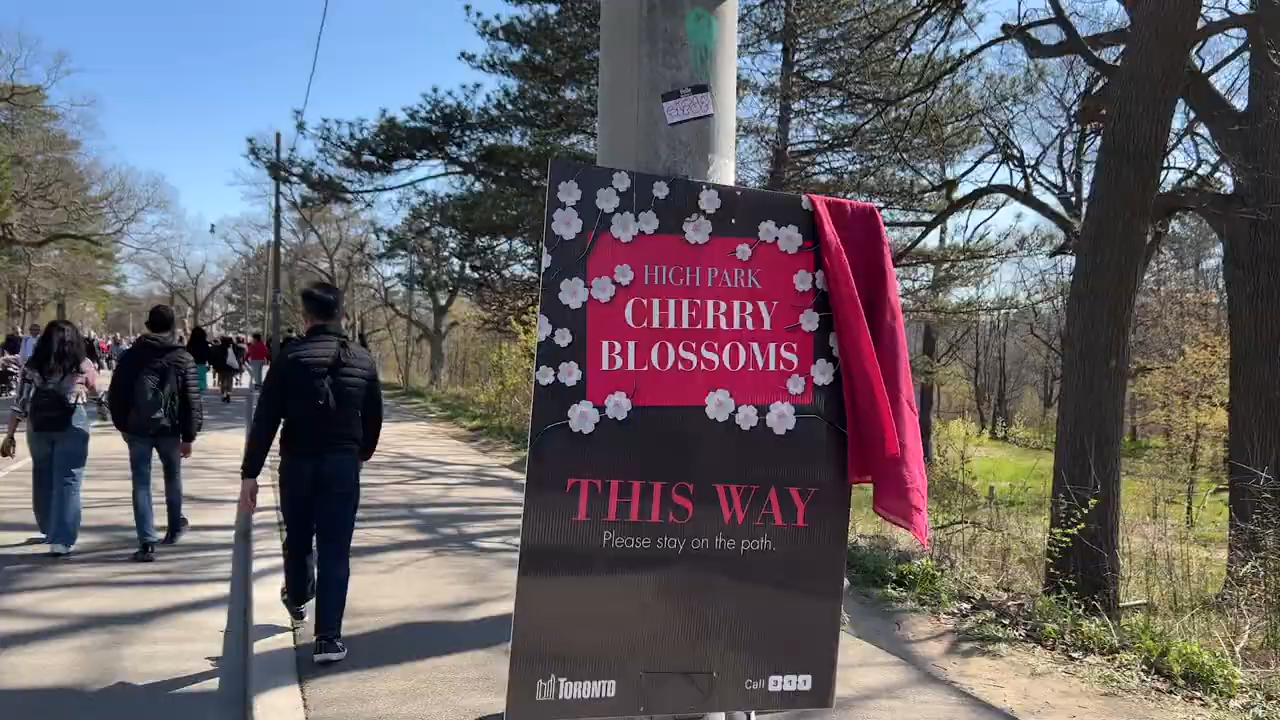 HIGH PARK
CHERRY
BLOSSOMS
THIS WAY
Please stay on the path.
TORONTO
Call 311